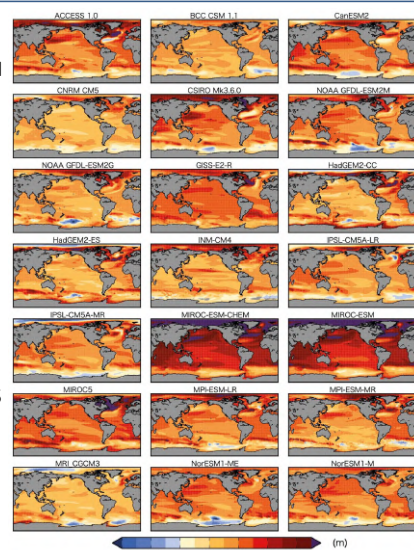 ACCESS 1.0 BCC CSM 1.1 CanESM2
CNRM CM5 CSIRO Mk3.6.0 NOAA GFDL-ESM2M
NOAA GFDL-ESM2G GISS-E2-R HadGEM2-CC
HadGEM2-ES INM-CM4 IPSL-CM5A-LR
IPSL-CM5A-MR MIROC-ESM-CHEM MIROC-ESM
MIROC5 MPI-ESM-LR MPI-ESM-MR
MRI CGCM3 NorESM1-ME NorESM1-M
(m)